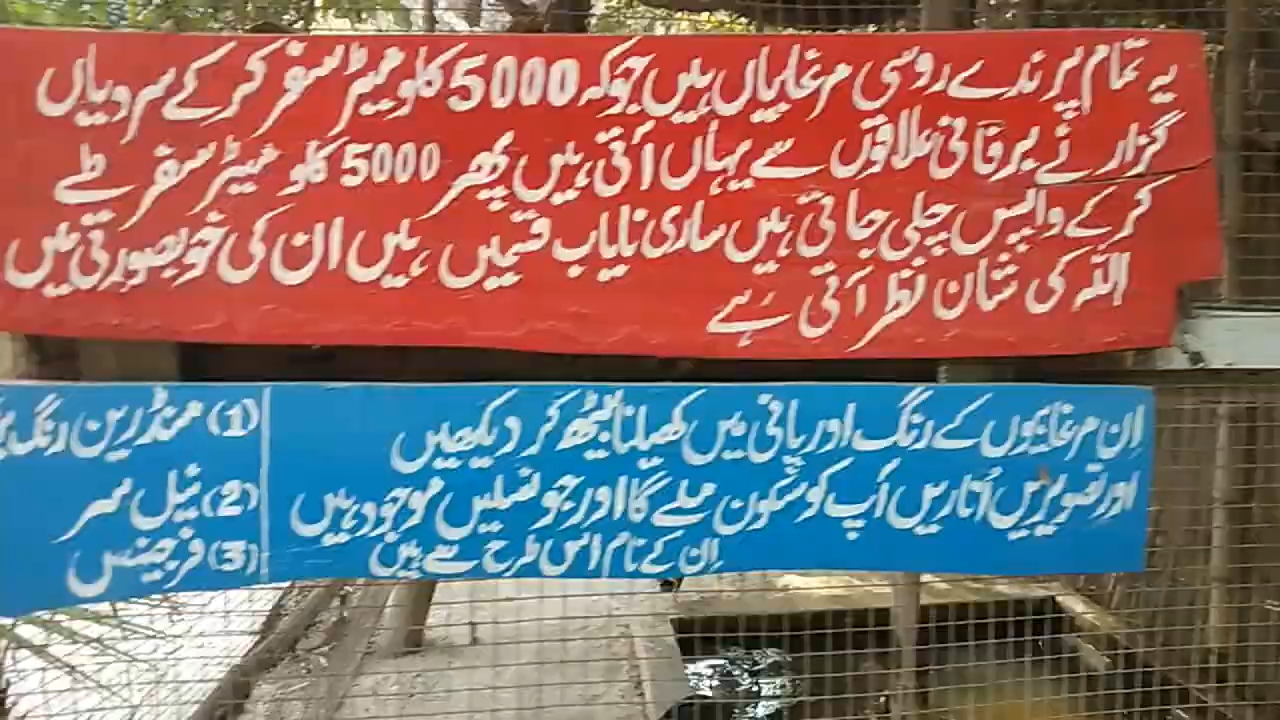 یہ تمام پرندے روسی مرغابیاں ہیں جوکہ 5000 کلومیٹر سفر کر کے سردیاں
گزارنے برفانی علاقوں سے یہاں آتی ہیں پھر 5000 کلو میٹر سفر طے
کر کے واپس چلی جاتی ہیں ساری نایاب قسمیں ہیں ان کی خوبصورتی میں
اللہ کی شان نظر آتی ہے
اِن مرغابیوں کے رنگ اور پانی میں کھیلنا بیٹھ کر دیکھیں
اور تصویریں اُتاریں آپ کو سکون ملے گا اور جو نسلیں موجود ہیں
اِن کے نام اس طرح سے ہیں
(1) منڈرین رنگ
(2) نیل سر
(3) فرجینس